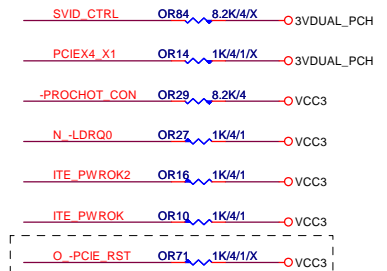 SVID_CTRL OR84 8.2K/4/X 3VDUAL_PCH
PCIEX4_X1 OR14 1K/4/1/X 3VDUAL_PCH
-PROCHOT_CON OR29 8.2K/4 VCC3
N_-LDRQ0 OR27 1K/4/1 VCC3
ITE_PWROK2 OR16 1K/4/1 VCC3
ITE_PWROK OR10 1K/4/1 VCC3
O_-PCIE_RST OR71 1K/4/1/X VCC3